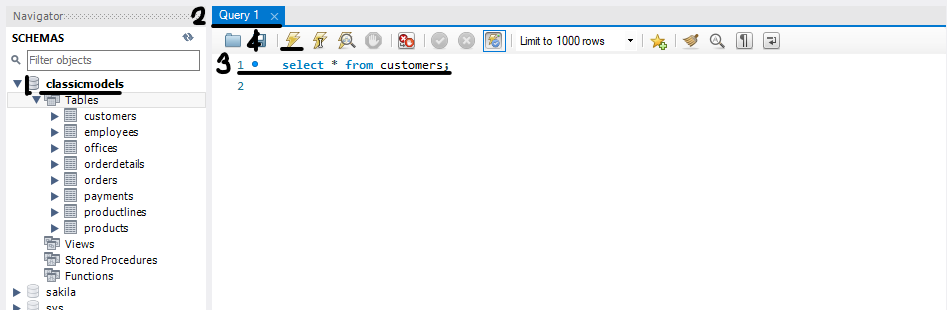 Navigator
2
Query 1
SCHEMAS
4
Limit to 1000 rows
Filter objects
3
1 select * from customers;
2
1
classicmodels
Tables
customers
employees
offices
orderdetails
orders
payments
productlines
products
Views
Stored Procedures
Functions
sakila
sys